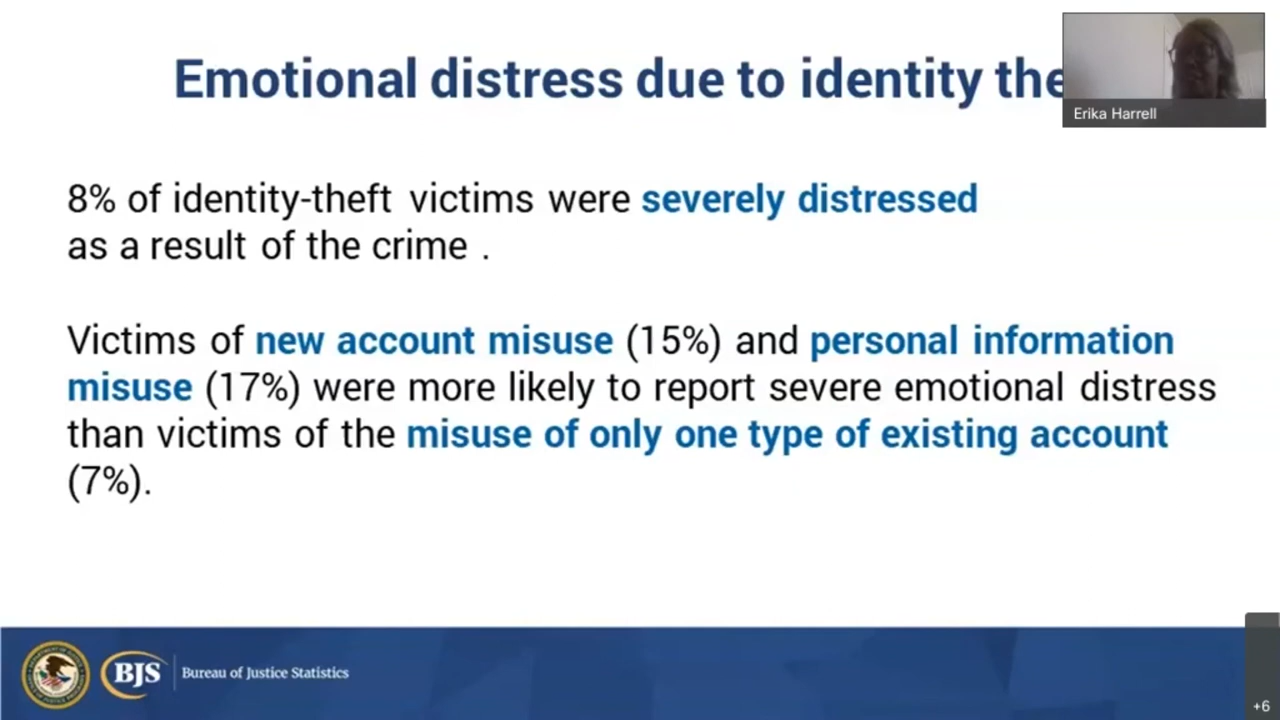 Emotional distress due to identity the
Erika Harrell
8% of identity-theft victims were severely distressed
as a result of the crime .
Victims of new account misuse (15%) and personal information
misuse (17%) were more likely to report severe emotional distress
than victims of the misuse of only one type of existing account
(7%).
BJS
Bureau of Justice Statistics
+6